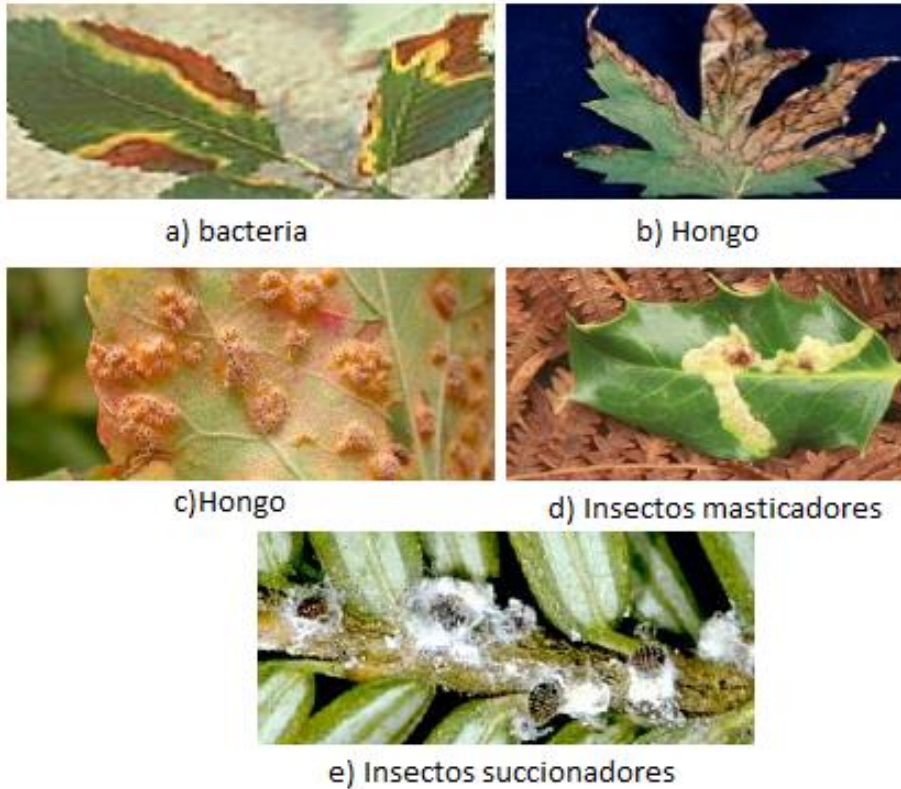 a) bacteria
b) Hongo
c)Hongo
d) Insectos masticadores
e) Insectos succionadores